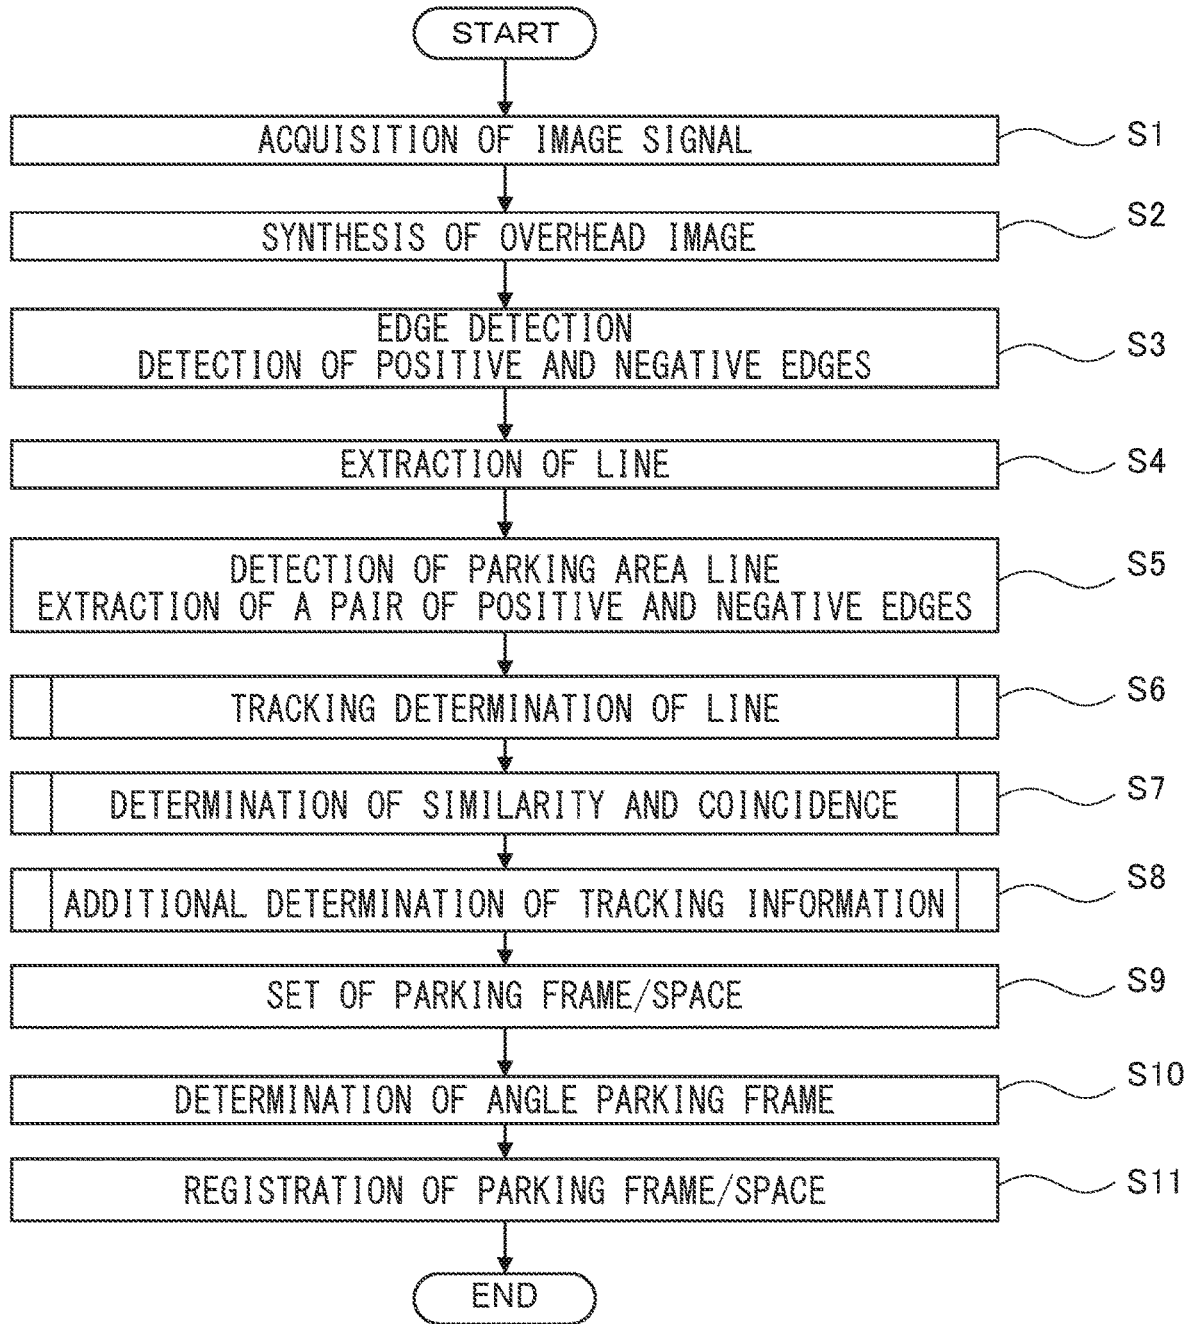 START
ACQUISITION OF IMAGE SIGNAL
S1
SYNTHESIS OF OVERHEAD IMAGE
S2
EDGE DETECTION
DETECTION OF POSITIVE AND NEGATIVE EDGES
S3
EXTRACTION OF LINE
S4
DETECTION OF PARKING AREA LINE
EXTRACTION OF A PAIR OF POSITIVE AND NEGATIVE EDGES
S5
TRACKING DETERMINATION OF LINE
S6
DETERMINATION OF SIMILARITY AND COINCIDENCE
S7
ADDITIONAL DETERMINATION OF TRACKING INFORMATION
S8
SET OF PARKING FRAME/SPACE
S9
DETERMINATION OF ANGLE PARKING FRAME
S10
REGISTRATION OF PARKING FRAME/SPACE
S11
END